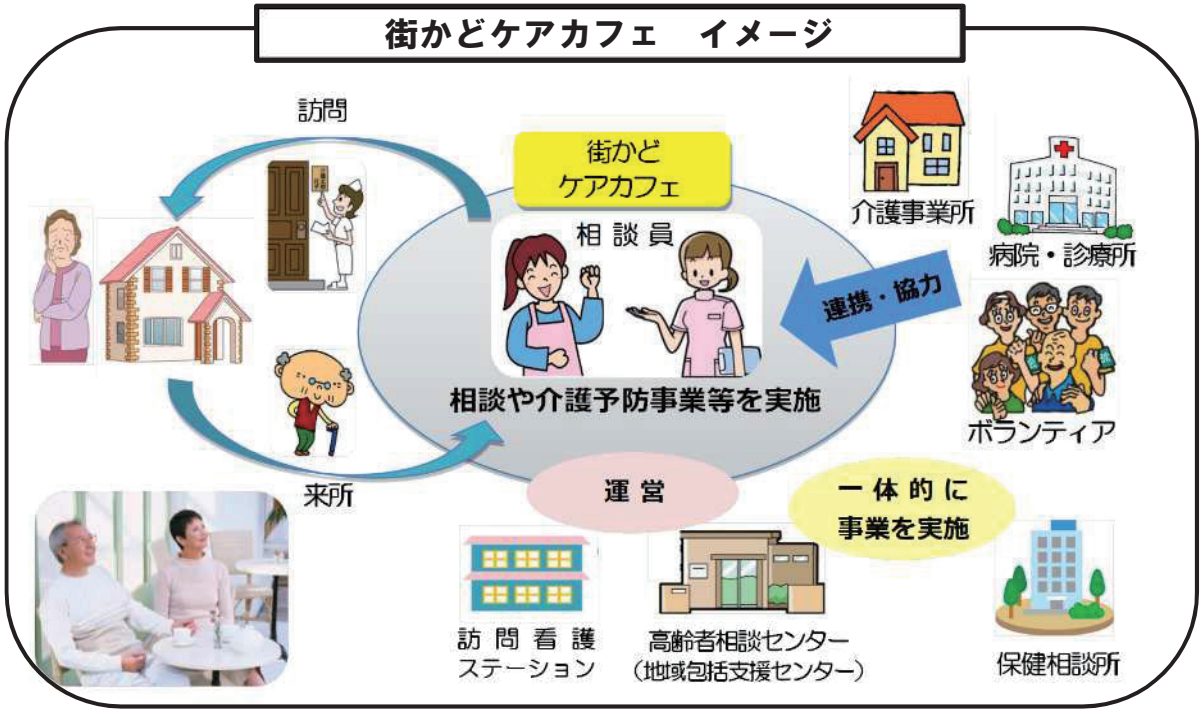 街かどケアカフェ　イメージ
訪問
街かど
ケアカフェ
相談員
介護事業所
病院・診療所
連携・協力
相談や介護予防事業等を実施
ボランティア
来所
運営
一体的に
事業を実施
訪問看護
ステーション
高齢者相談センター
（地域包括支援センター）
保健相談所